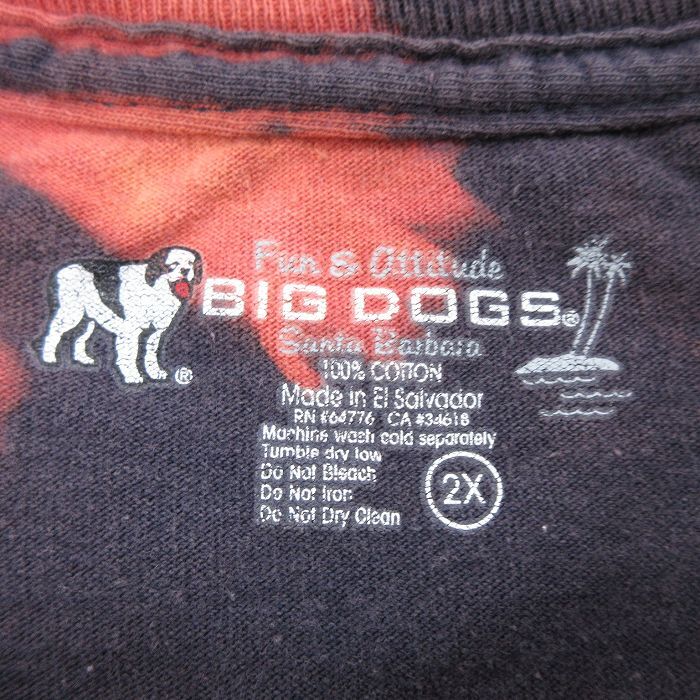 Fun & Attitude
BIG DOGS®
Santa Barbara
®
100% COTTON
Made in El Salvador
RN #64776 CA #34618
Machine wash cold separately
Tumble dry low
Do Not Bleach
Do Not Iron
Do Not Dry Clean
2X